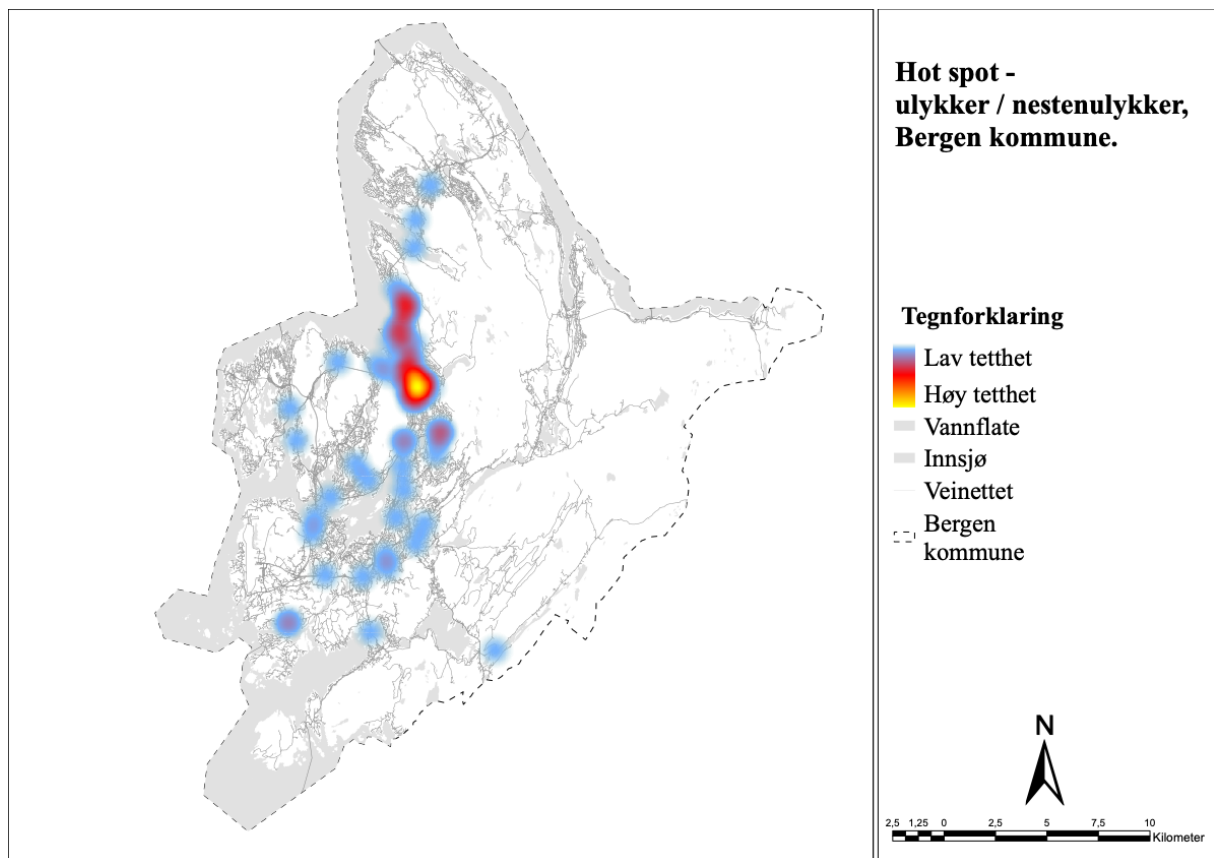 Hot spot -
ulykker / nestenulykker,
Bergen kommune.
Tegnforklaring
Lav tetthet
Høy tetthet
Vannflate
Innsjø
Veinettet
Bergen
kommune
N
2,5 1,25 0 2,5 5 7,5 10
Kilometer